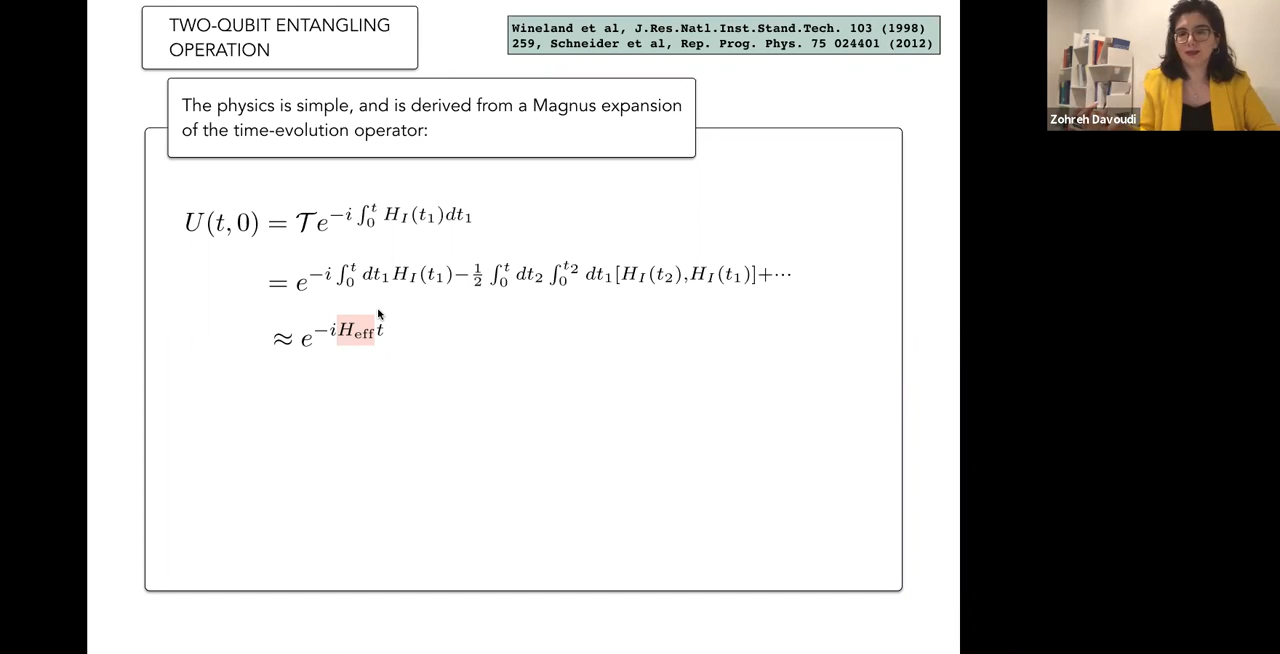 TWO-QUBIT ENTANGLING
OPERATION
Wineland et al, J.Res.Natl.Inst.Stand.Tech. 103 (1998)
259, Schneider et al, Rep. Prog. Phys. 75 024401 (2012)
The physics is simple, and is derived from a Magnus expansion
of the time-evolution operator:
U(t, 0) = 𝒯e^{−i ∫_0^t H_I(t_1)dt_1}
= e^{−i ∫_0^t dt_1 H_I(t_1)−\frac{1}{2} ∫_0^t dt_2 ∫_0^{t_2} dt_1[H_I(t_2),H_I(t_1)]+⋯}
≈ e^{−iH_{eff}t}
Zohreh Davoudi